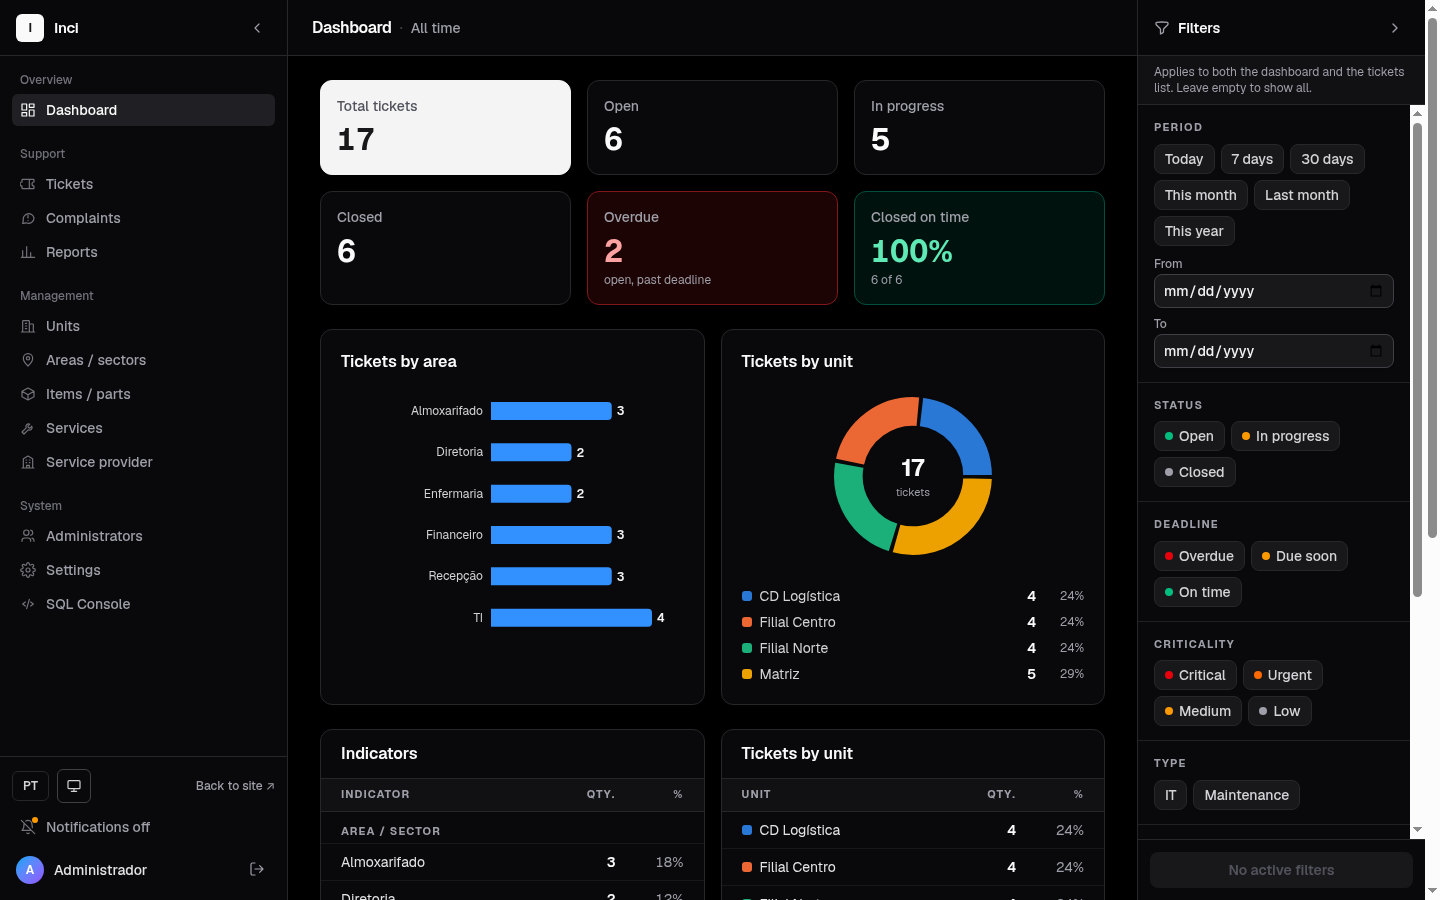 I
Inci
Overview
Dashboard
Support
Tickets
Complaints
Reports
Management
Units
Areas / sectors
Items / parts
Services
Service provider
System
Administrators
Settings
SQL Console
PT
Back to site ↗
Notifications off
A
Administrador
Dashboard · All time
Total tickets
17
Open
6
In progress
5
Closed
6
Overdue
2
open, past deadline
Closed on time
100%
6 of 6
Tickets by area
Almoxarifado 3
Diretoria 2
Enfermaria 2
Financeiro 3
Recepção 3
TI 4
Tickets by unit
17
tickets
CD Logística 4 24%
Filial Centro 4 24%
Filial Norte 4 24%
Matriz 5 29%
Indicators
INDICATOR QTY. %
AREA / SECTOR
Almoxarifado 3 18%
Diretoria 2 12%
Tickets by unit
UNIT QTY. %
CD Logística 4 24%
Filial Centro 4 24%
Filters
Applies to both the dashboard and the tickets
list. Leave empty to show all.
PERIOD
Today 7 days 30 days
This month Last month
This year
From
mm/dd/yyyy
To
mm/dd/yyyy
STATUS
Open In progress
Closed
DEADLINE
Overdue Due soon
On time
CRITICALITY
Critical Urgent
Medium Low
TYPE
IT Maintenance
No active filters